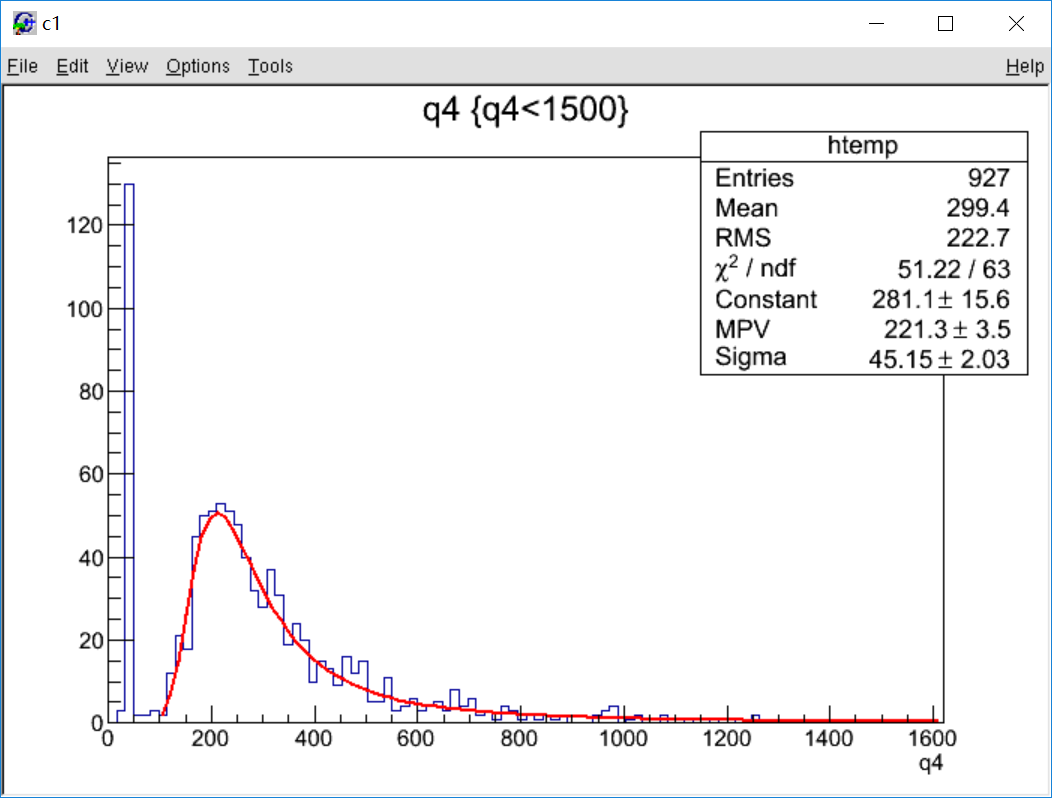 c1
File Edit View Options Tools Help
q4 {q4<1500}
htemp
Entries 927
Mean 299.4
RMS 222.7
χ² / ndf 51.22 / 63
Constant 281.1 ± 15.6
MPV 221.3 ± 3.5
Sigma 45.15 ± 2.03
120
100
80
60
40
20
0
0 200 400 600 800 1000 1200 1400 1600
q4